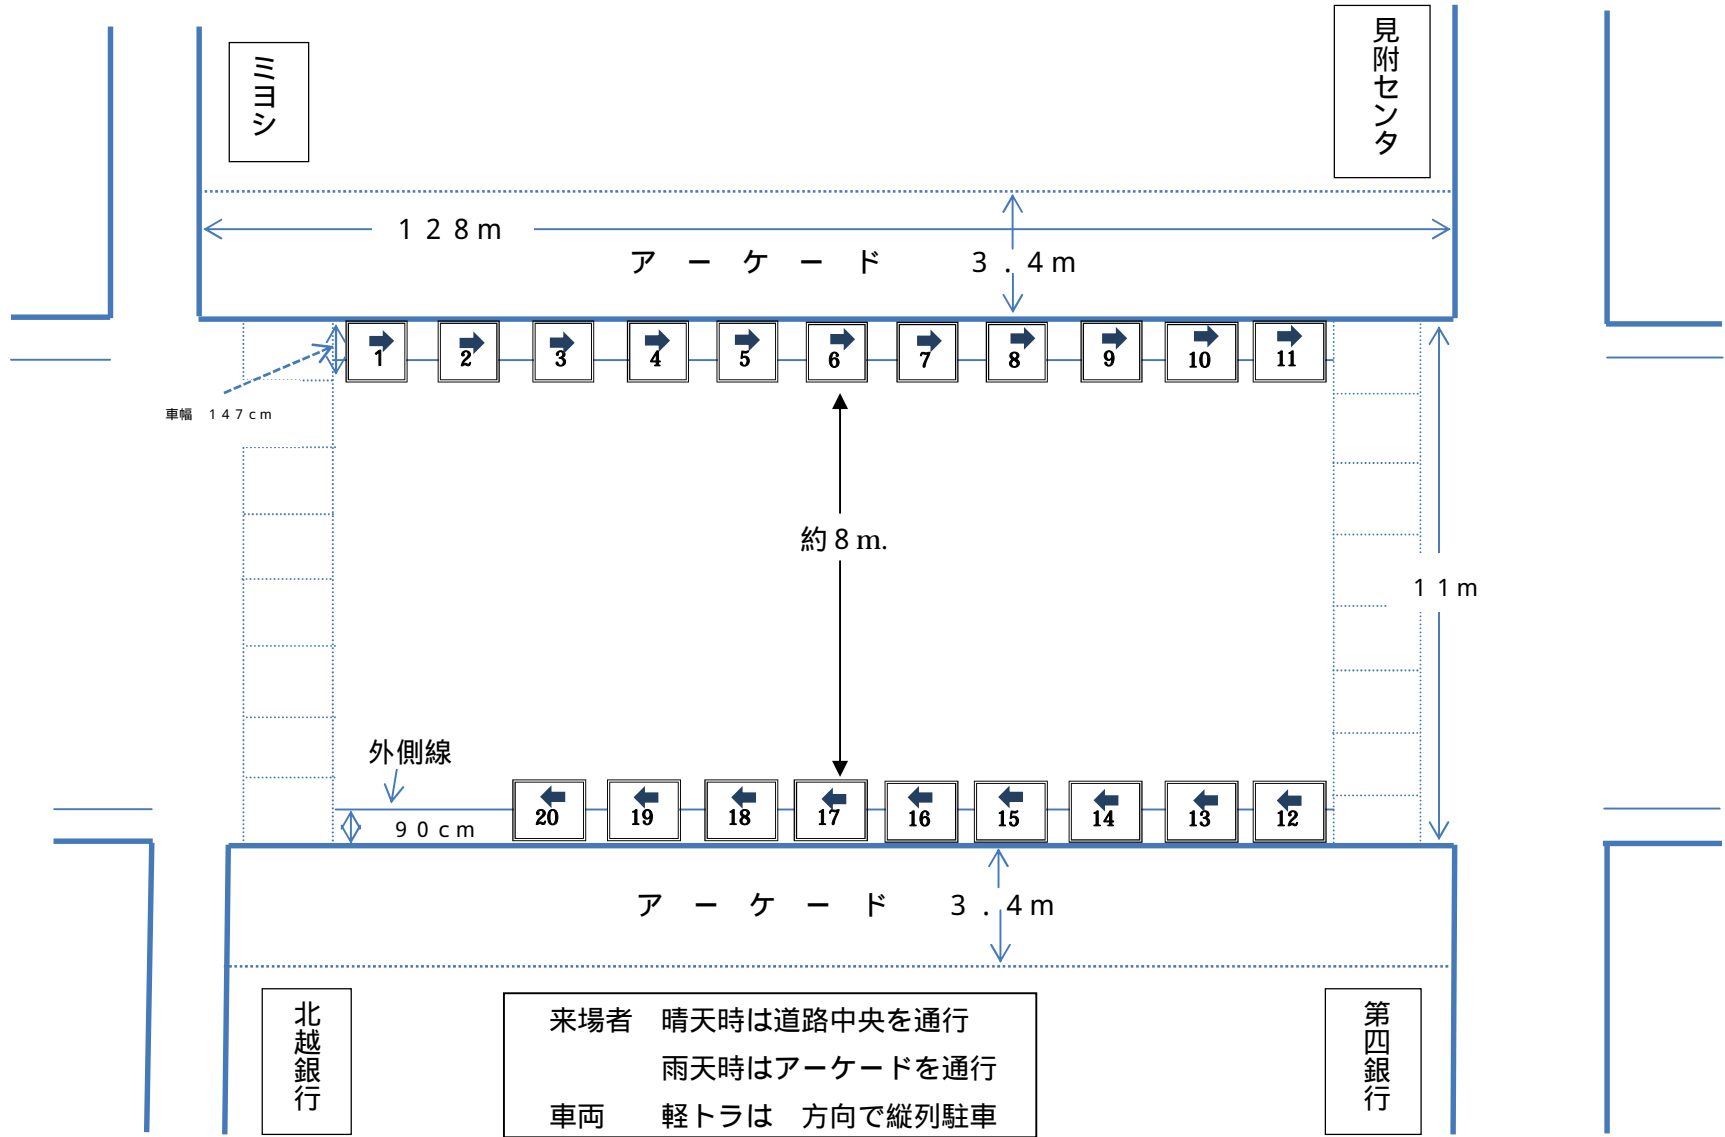 ミヨシ
見附センタ
128m
アーケード 3.4m
1 2 3 4 5 6 7 8 9 10 11
車幅 147cm
約8m.
11m
外側線
20 19 18 17 16 15 14 13 12
90cm
アーケード 3.4m
北越銀行
第四銀行
来場者 晴天時は道路中央を通行
雨天時はアーケードを通行
車両 軽トラは 方向で縦列駐車